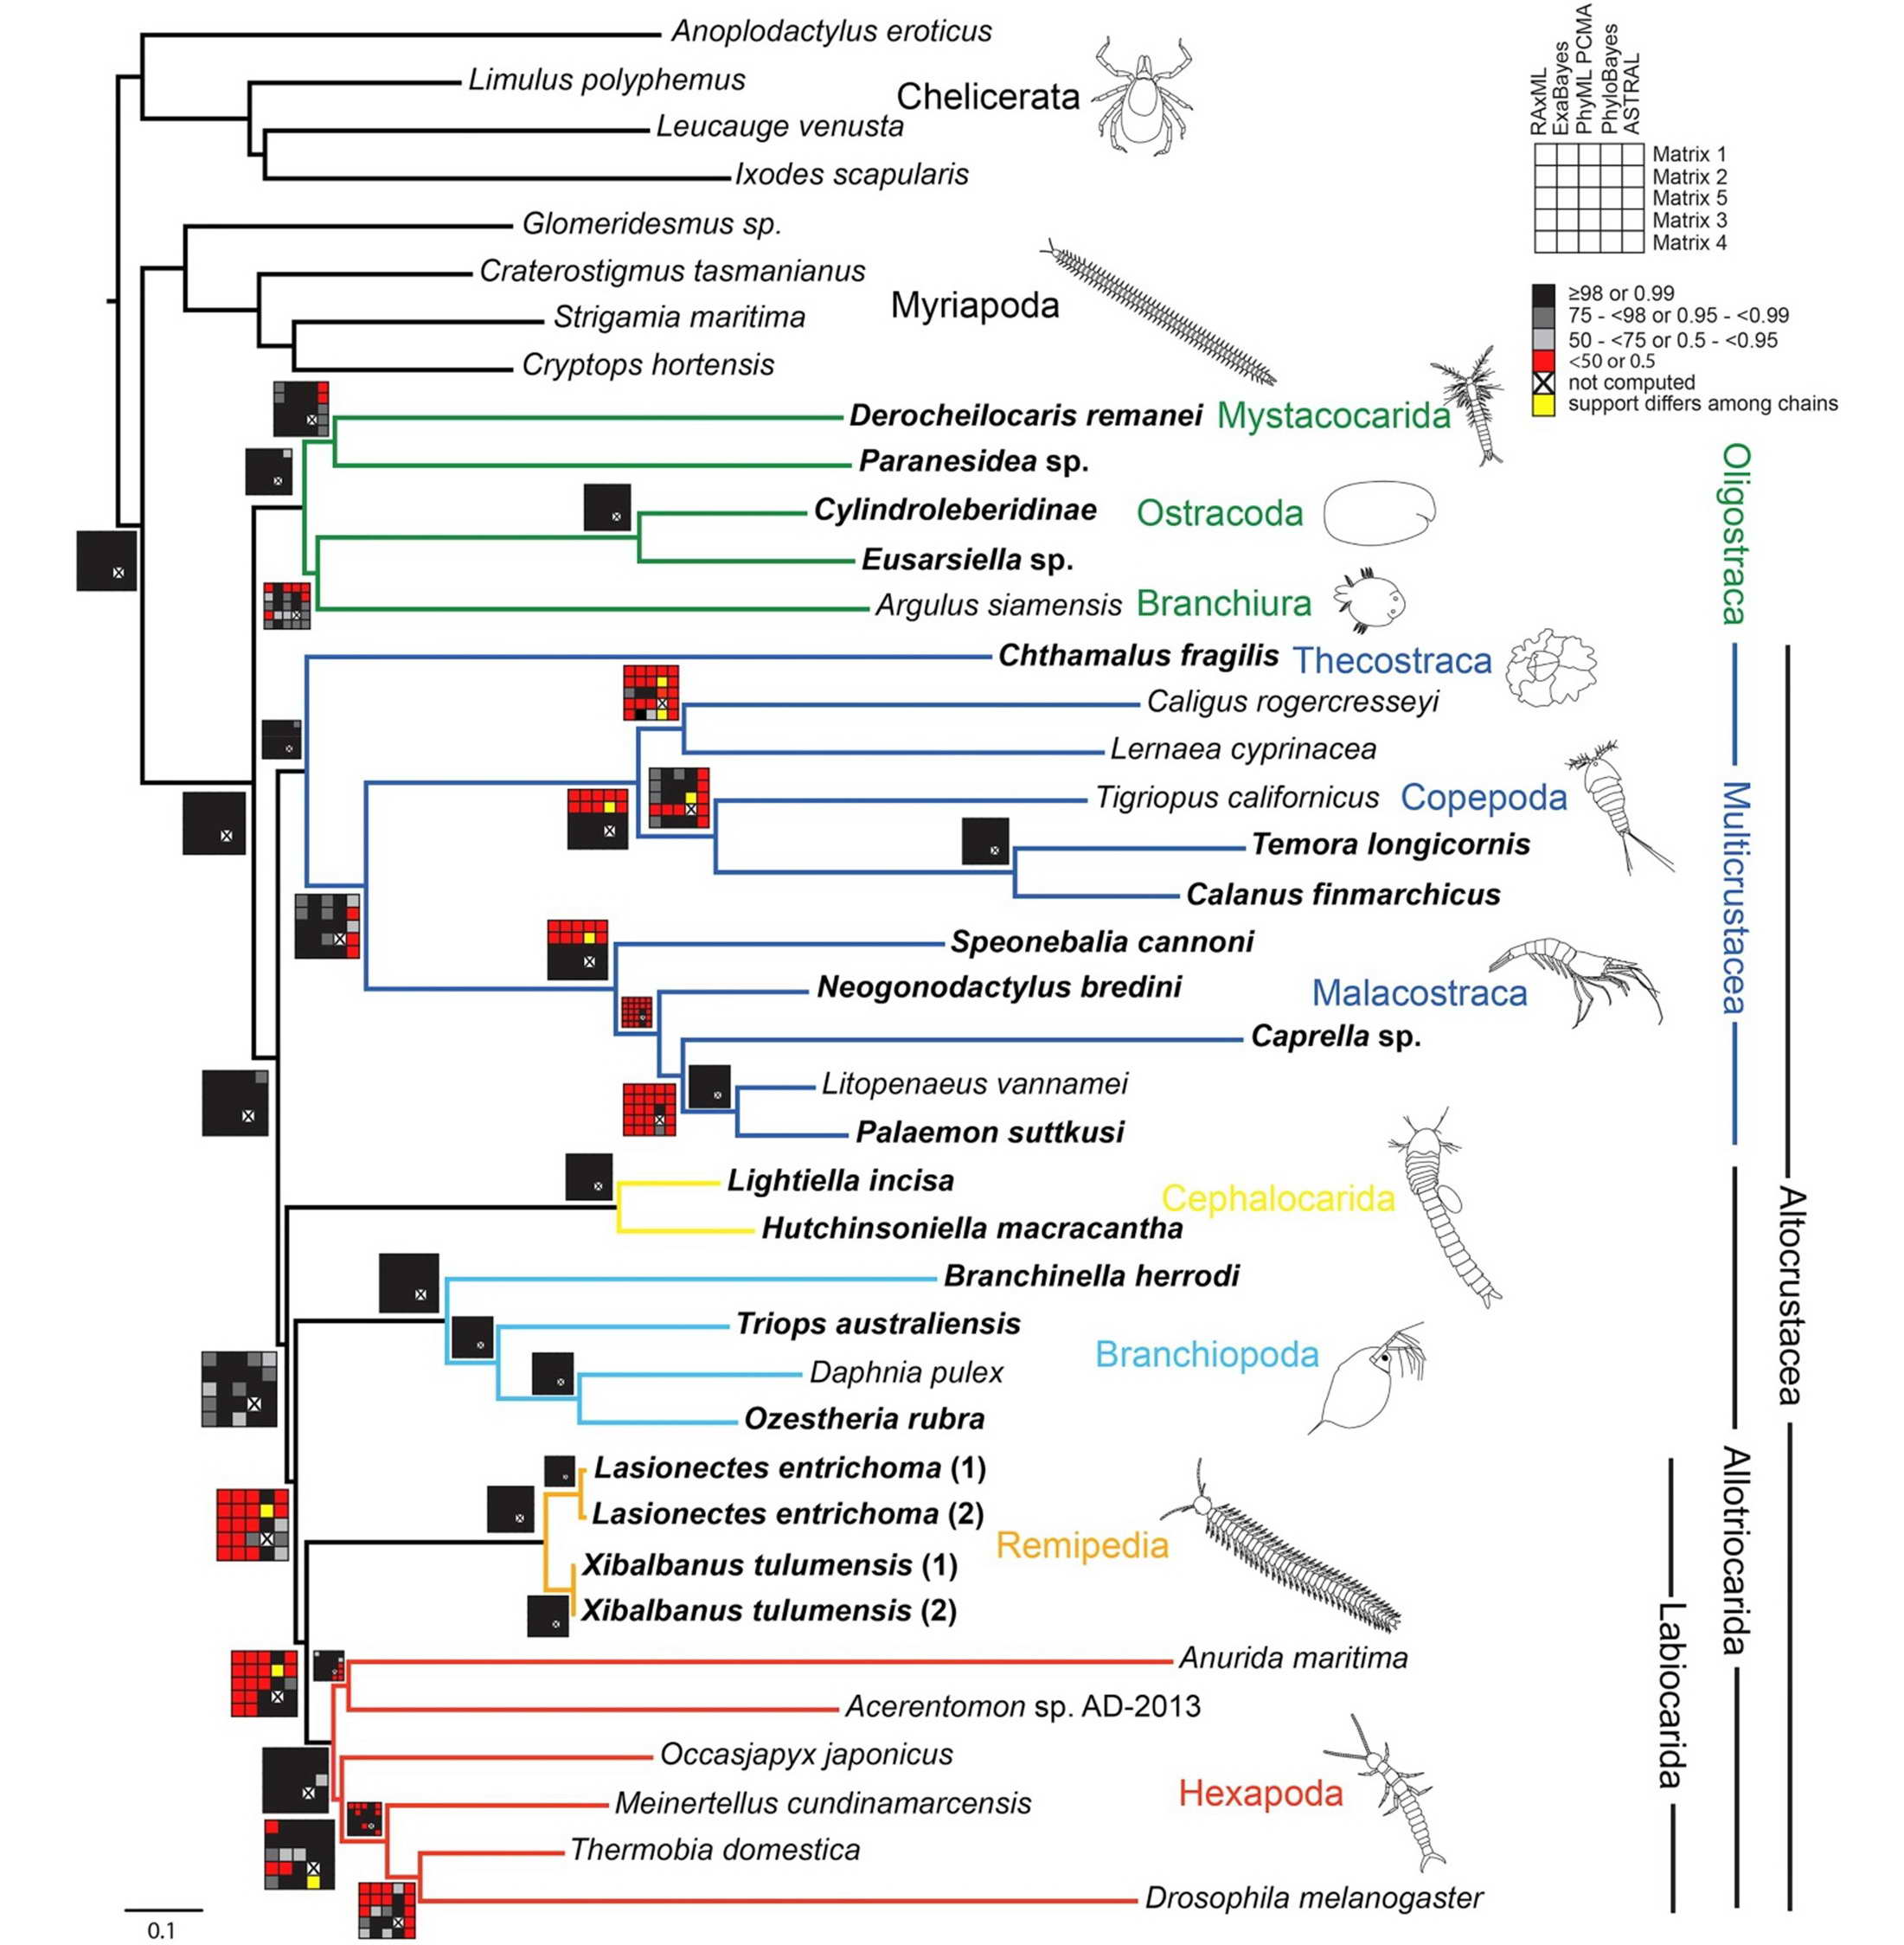 Anoplodactylus eroticus
Limulus polyphemus
Chelicerata
Leucauge venusta
Ixodes scapularis
RAxML
ExaBayes
PhyML PCMA
PhyloBayes
ASTRAL
Matrix 1
Matrix 2
Matrix 5
Matrix 3
Matrix 4
≥98 or 0.99
75 - <98 or 0.95 - <0.99
50 - <75 or 0.5 - <0.95
<50 or 0.5
not computed
support differs among chains
Glomeridesmus sp.
Craterostigmus tasmanianus
Myriapoda
Strigamia maritima
Cryptops hortensis
Derocheilocaris remanei Mystacocarida
Paranesidea sp.
Cylindroleberidinae Ostracoda
Eusarsiella sp.
Argulus siamensis Branchiura
Oligostraca
Chthamalus fragilis Thecostraca
Caligus rogercresseyi
Lernaea cyprinacea
Tigriopus californicus Copepoda
Temora longicornis
Calanus finmarchicus
Multicrustacea
Speonebalia cannoni
Neogonodactylus bredini Malacostraca
Caprella sp.
Litopenaeus vannamei
Palaemon suttkusi
Lightiella incisa
Cephalocarida
Hutchinsoniella macracantha
Altocrustacea
Branchinella herrodi
Triops australiensis
Branchiopoda
Daphnia pulex
Ozestheria rubra
Lasionectes entrichoma (1)
Lasionectes entrichoma (2)
Remipedia
Xibalbanus tulumensis (1)
Xibalbanus tulumensis (2)
Allotriocarida
Labiocarida
Anurida maritima
Acerentomon sp. AD-2013
Occasjapyx japonicus
Hexapoda
Meinertellus cundinamarcensis
Thermobia domestica
Drosophila melanogaster
0.1